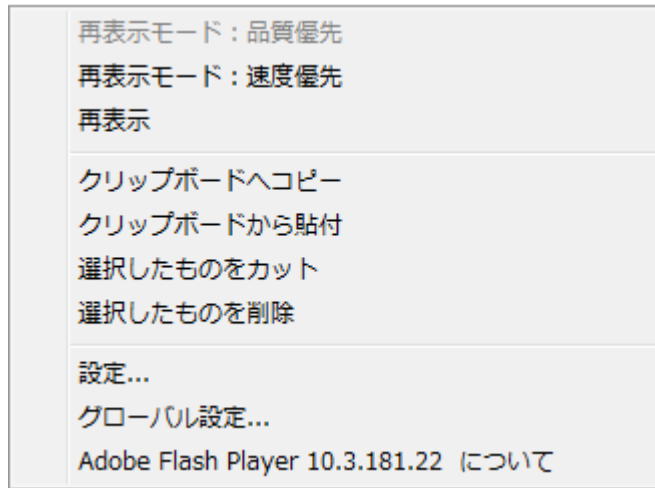 再表示モード：品質優先
再表示モード：速度優先
再表示
クリップボードへコピー
クリップボードから貼付
選択したものをカット
選択したものを削除
設定...
グローバル設定...
Adobe Flash Player 10.3.181.22 について